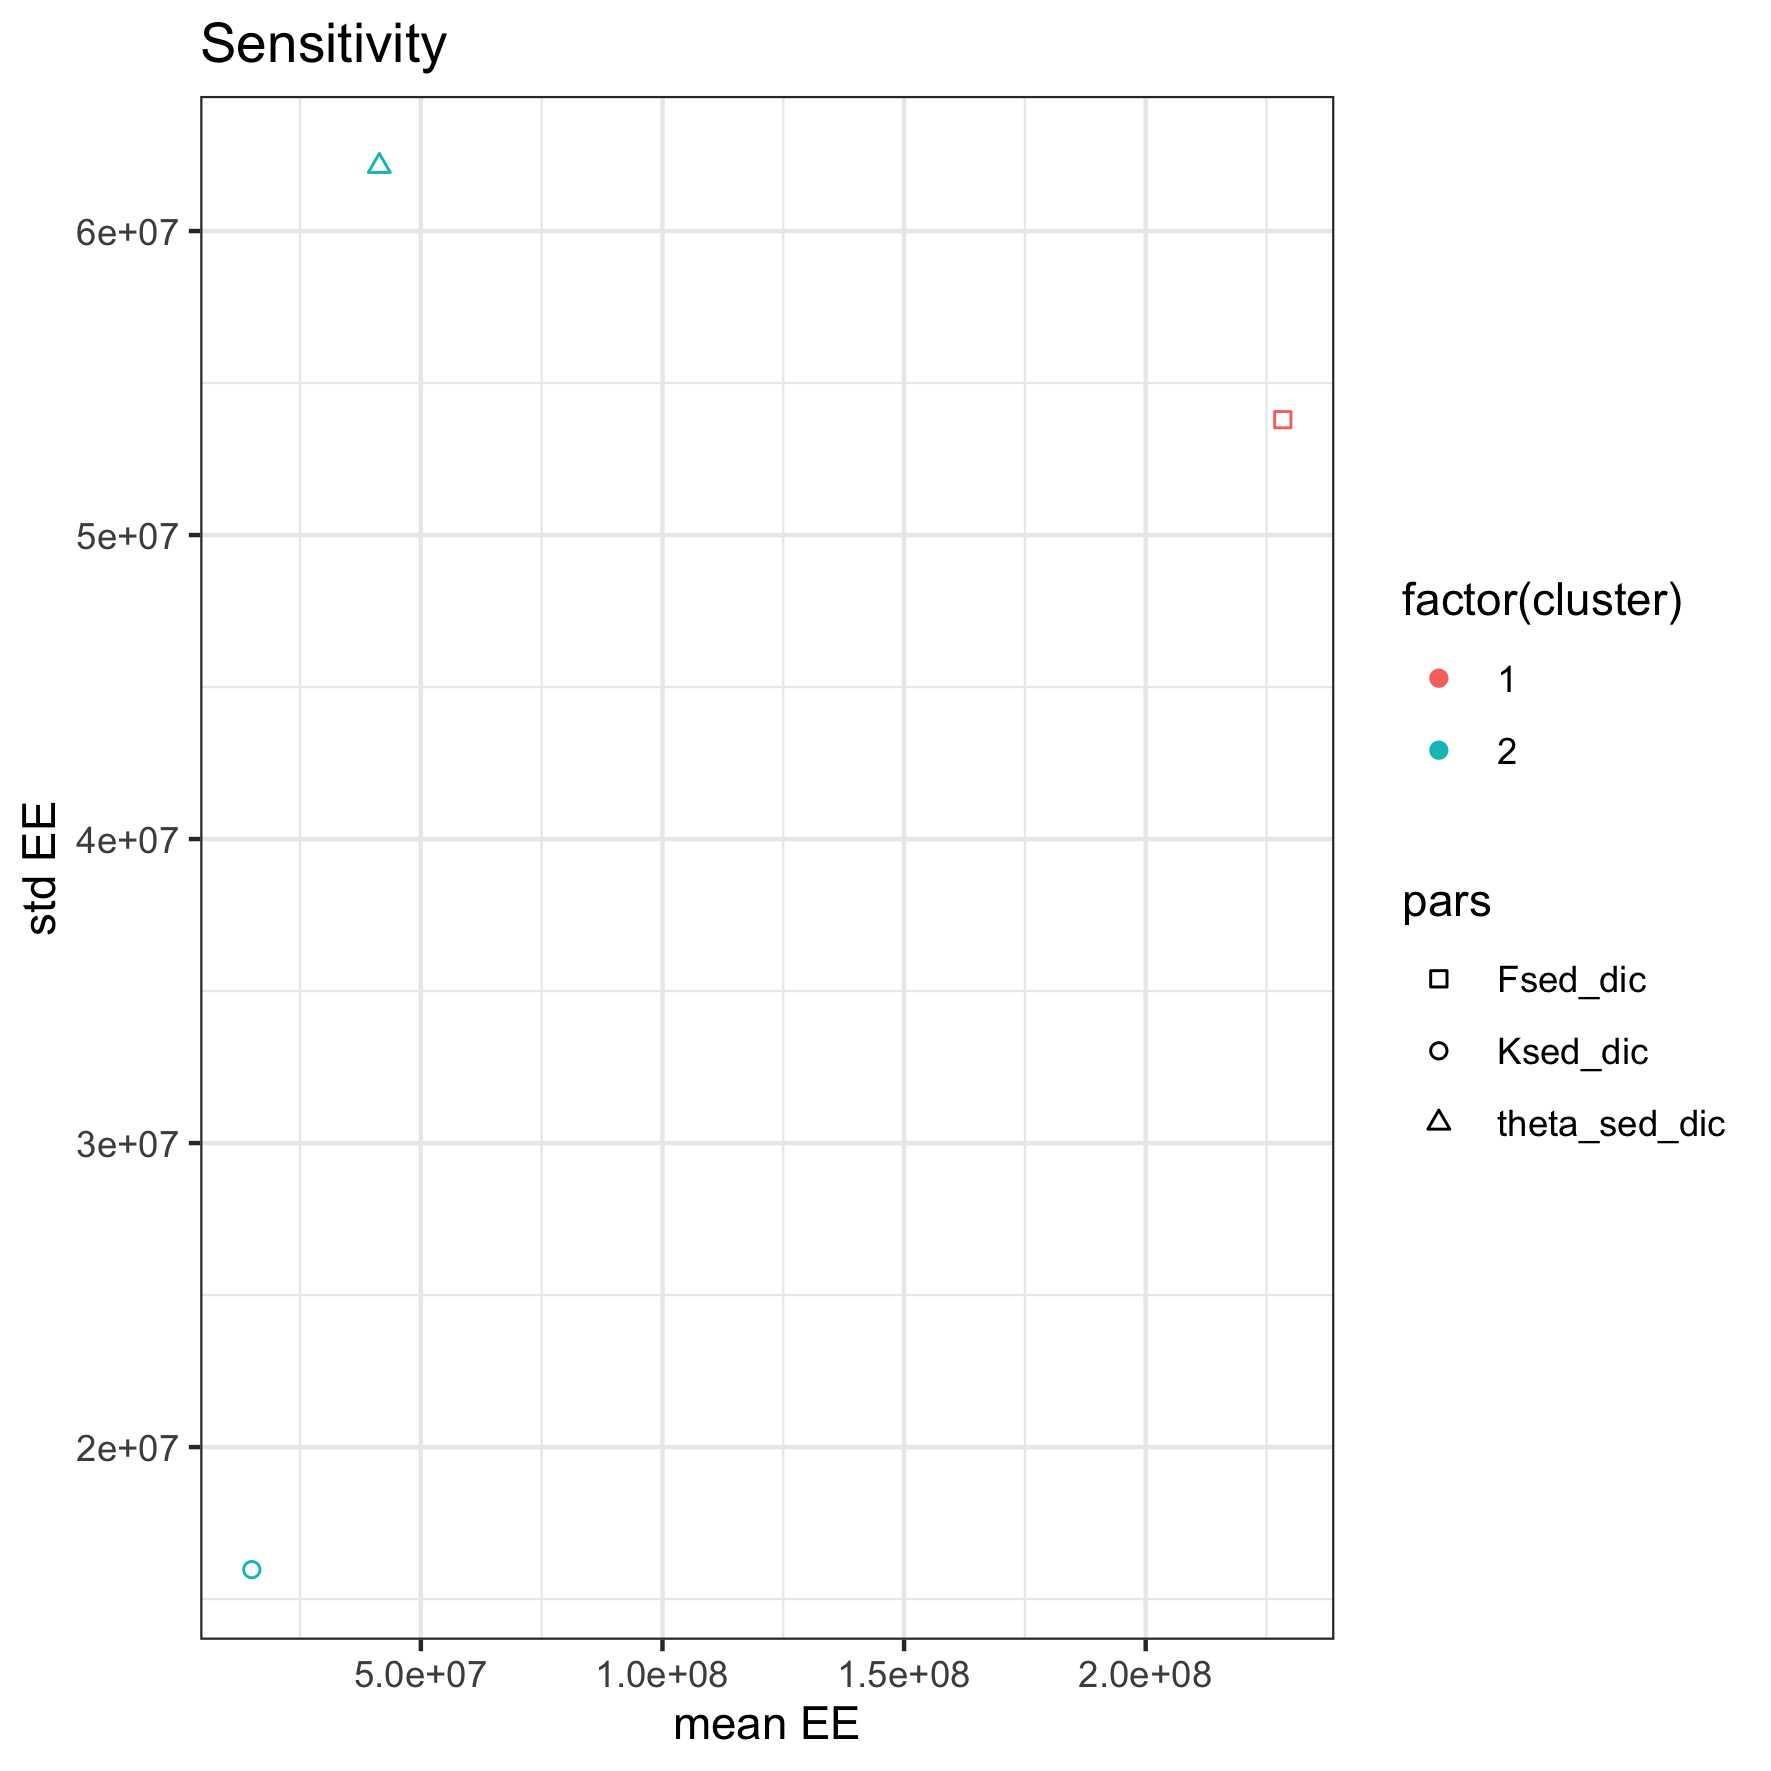 Sensitivity
6e+07
5e+07
4e+07
3e+07
2e+07
std EE
5.0e+07
1.0e+08
1.5e+08
2.0e+08
mean EE
factor(cluster)
1
2
pars
Fsed_dic
Ksed_dic
theta_sed_dic